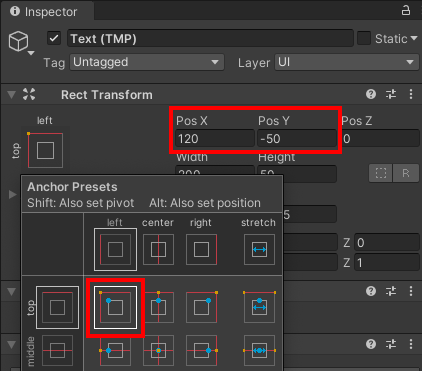 Inspector
Text (TMP)
Static
Tag Untagged Layer UI
Rect Transform
left Pos X Pos Y Pos Z
top 120 -50 0
Width Height
R
Anchor Presets
Shift: Also set pivot Alt: Also set position
5
left center right stretch
Z 0
Z 1
top
middle